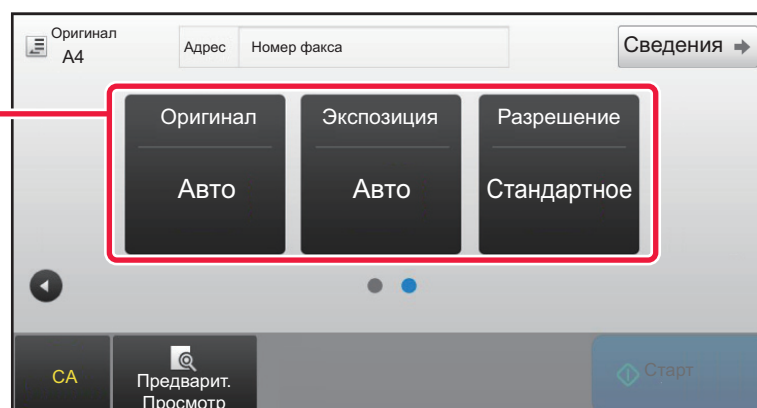 Оригинал
A4
Адрес
Номер факса
Сведения
Оригинал
Экспозиция
Разрешение
Авто
Авто
Стандартное
CA
Предварит.
Просмотр
Старт